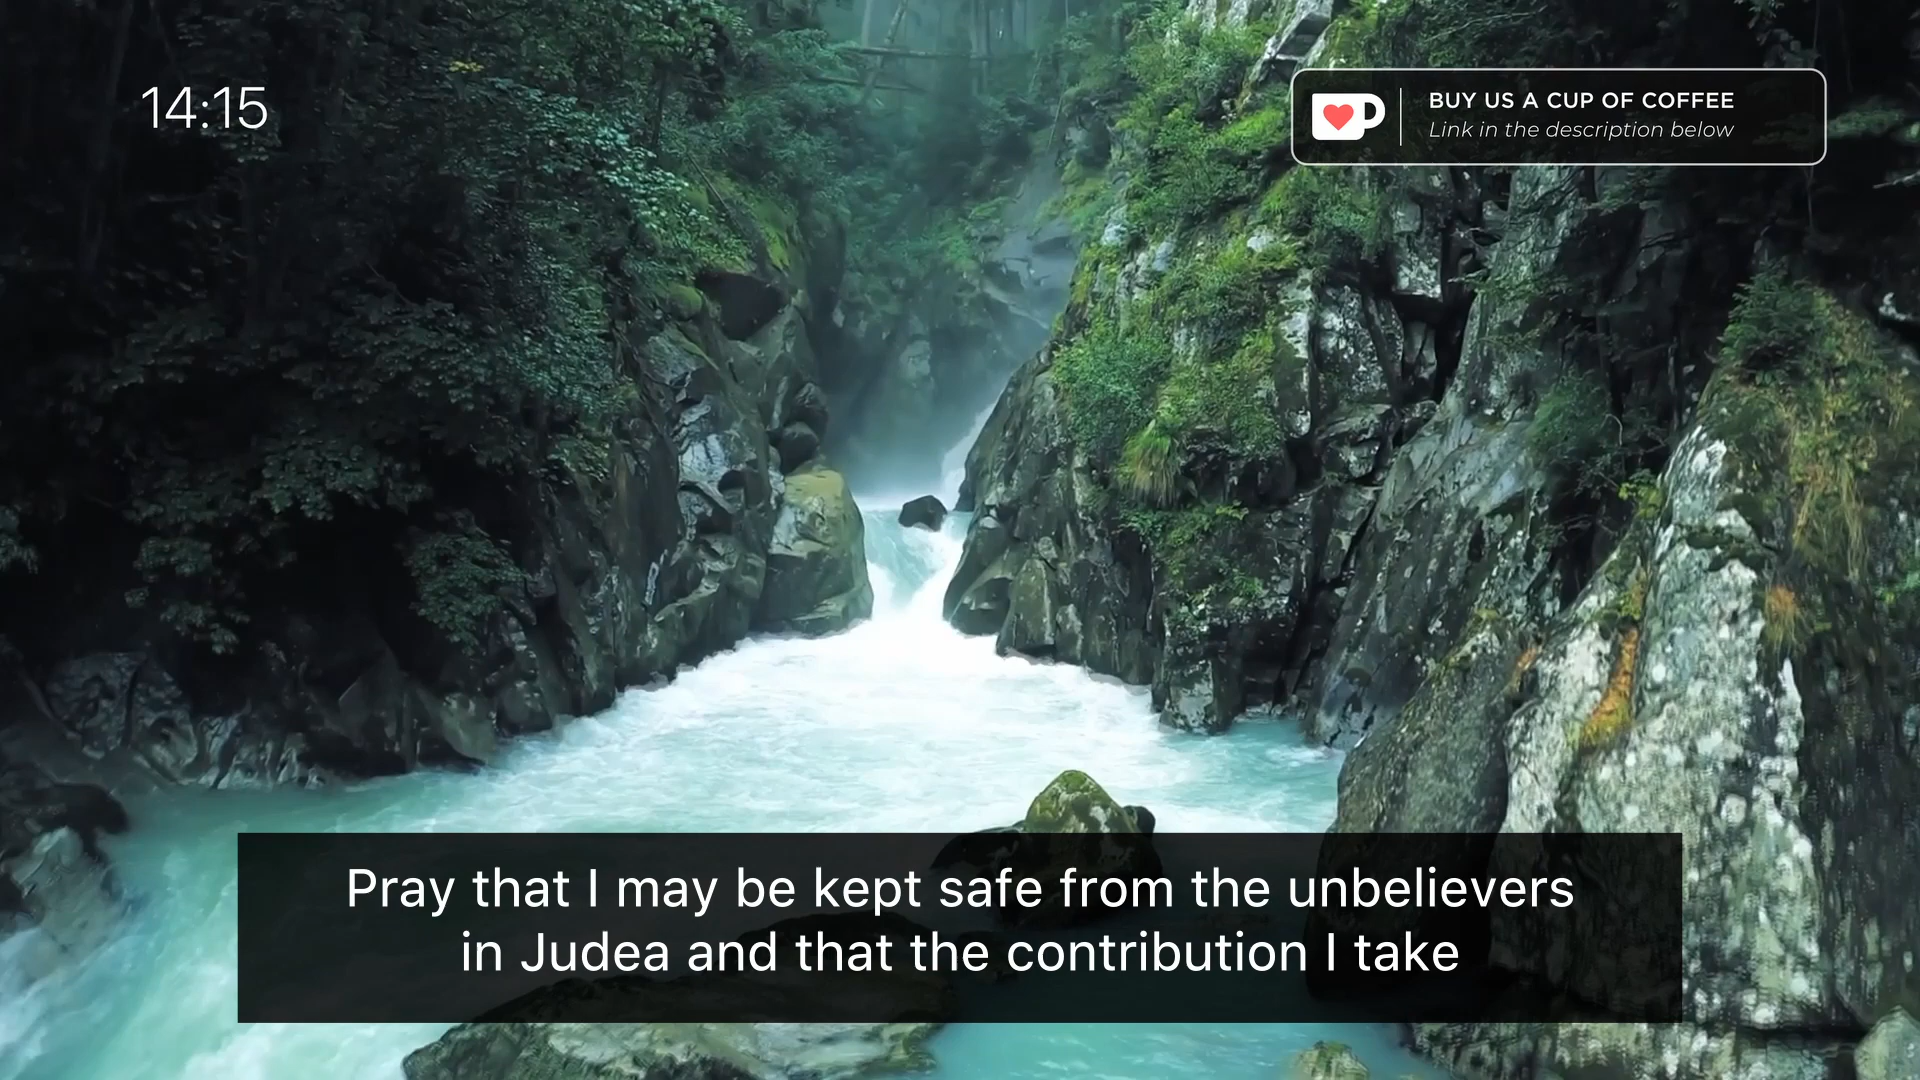 14:15
BUY US A CUP OF COFFEE
Link in the description below
Pray that I may be kept safe from the unbelievers
in Judea and that the contribution I take